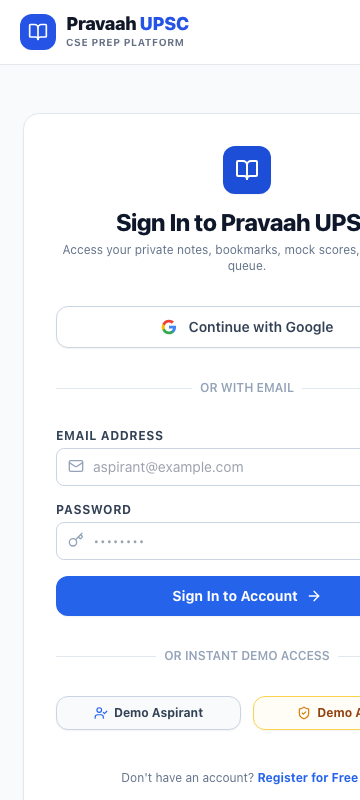 Pravaah UPSC
CSE PREP PLATFORM
Sign In to Pravaah UPS
Access your private notes, bookmarks, mock scores,
queue.
Continue with Google
OR WITH EMAIL
EMAIL ADDRESS
aspirant@example.com
PASSWORD
••••••••
Sign In to Account →
OR INSTANT DEMO ACCESS
Demo Aspirant
Demo A
Don't have an account? Register for Free